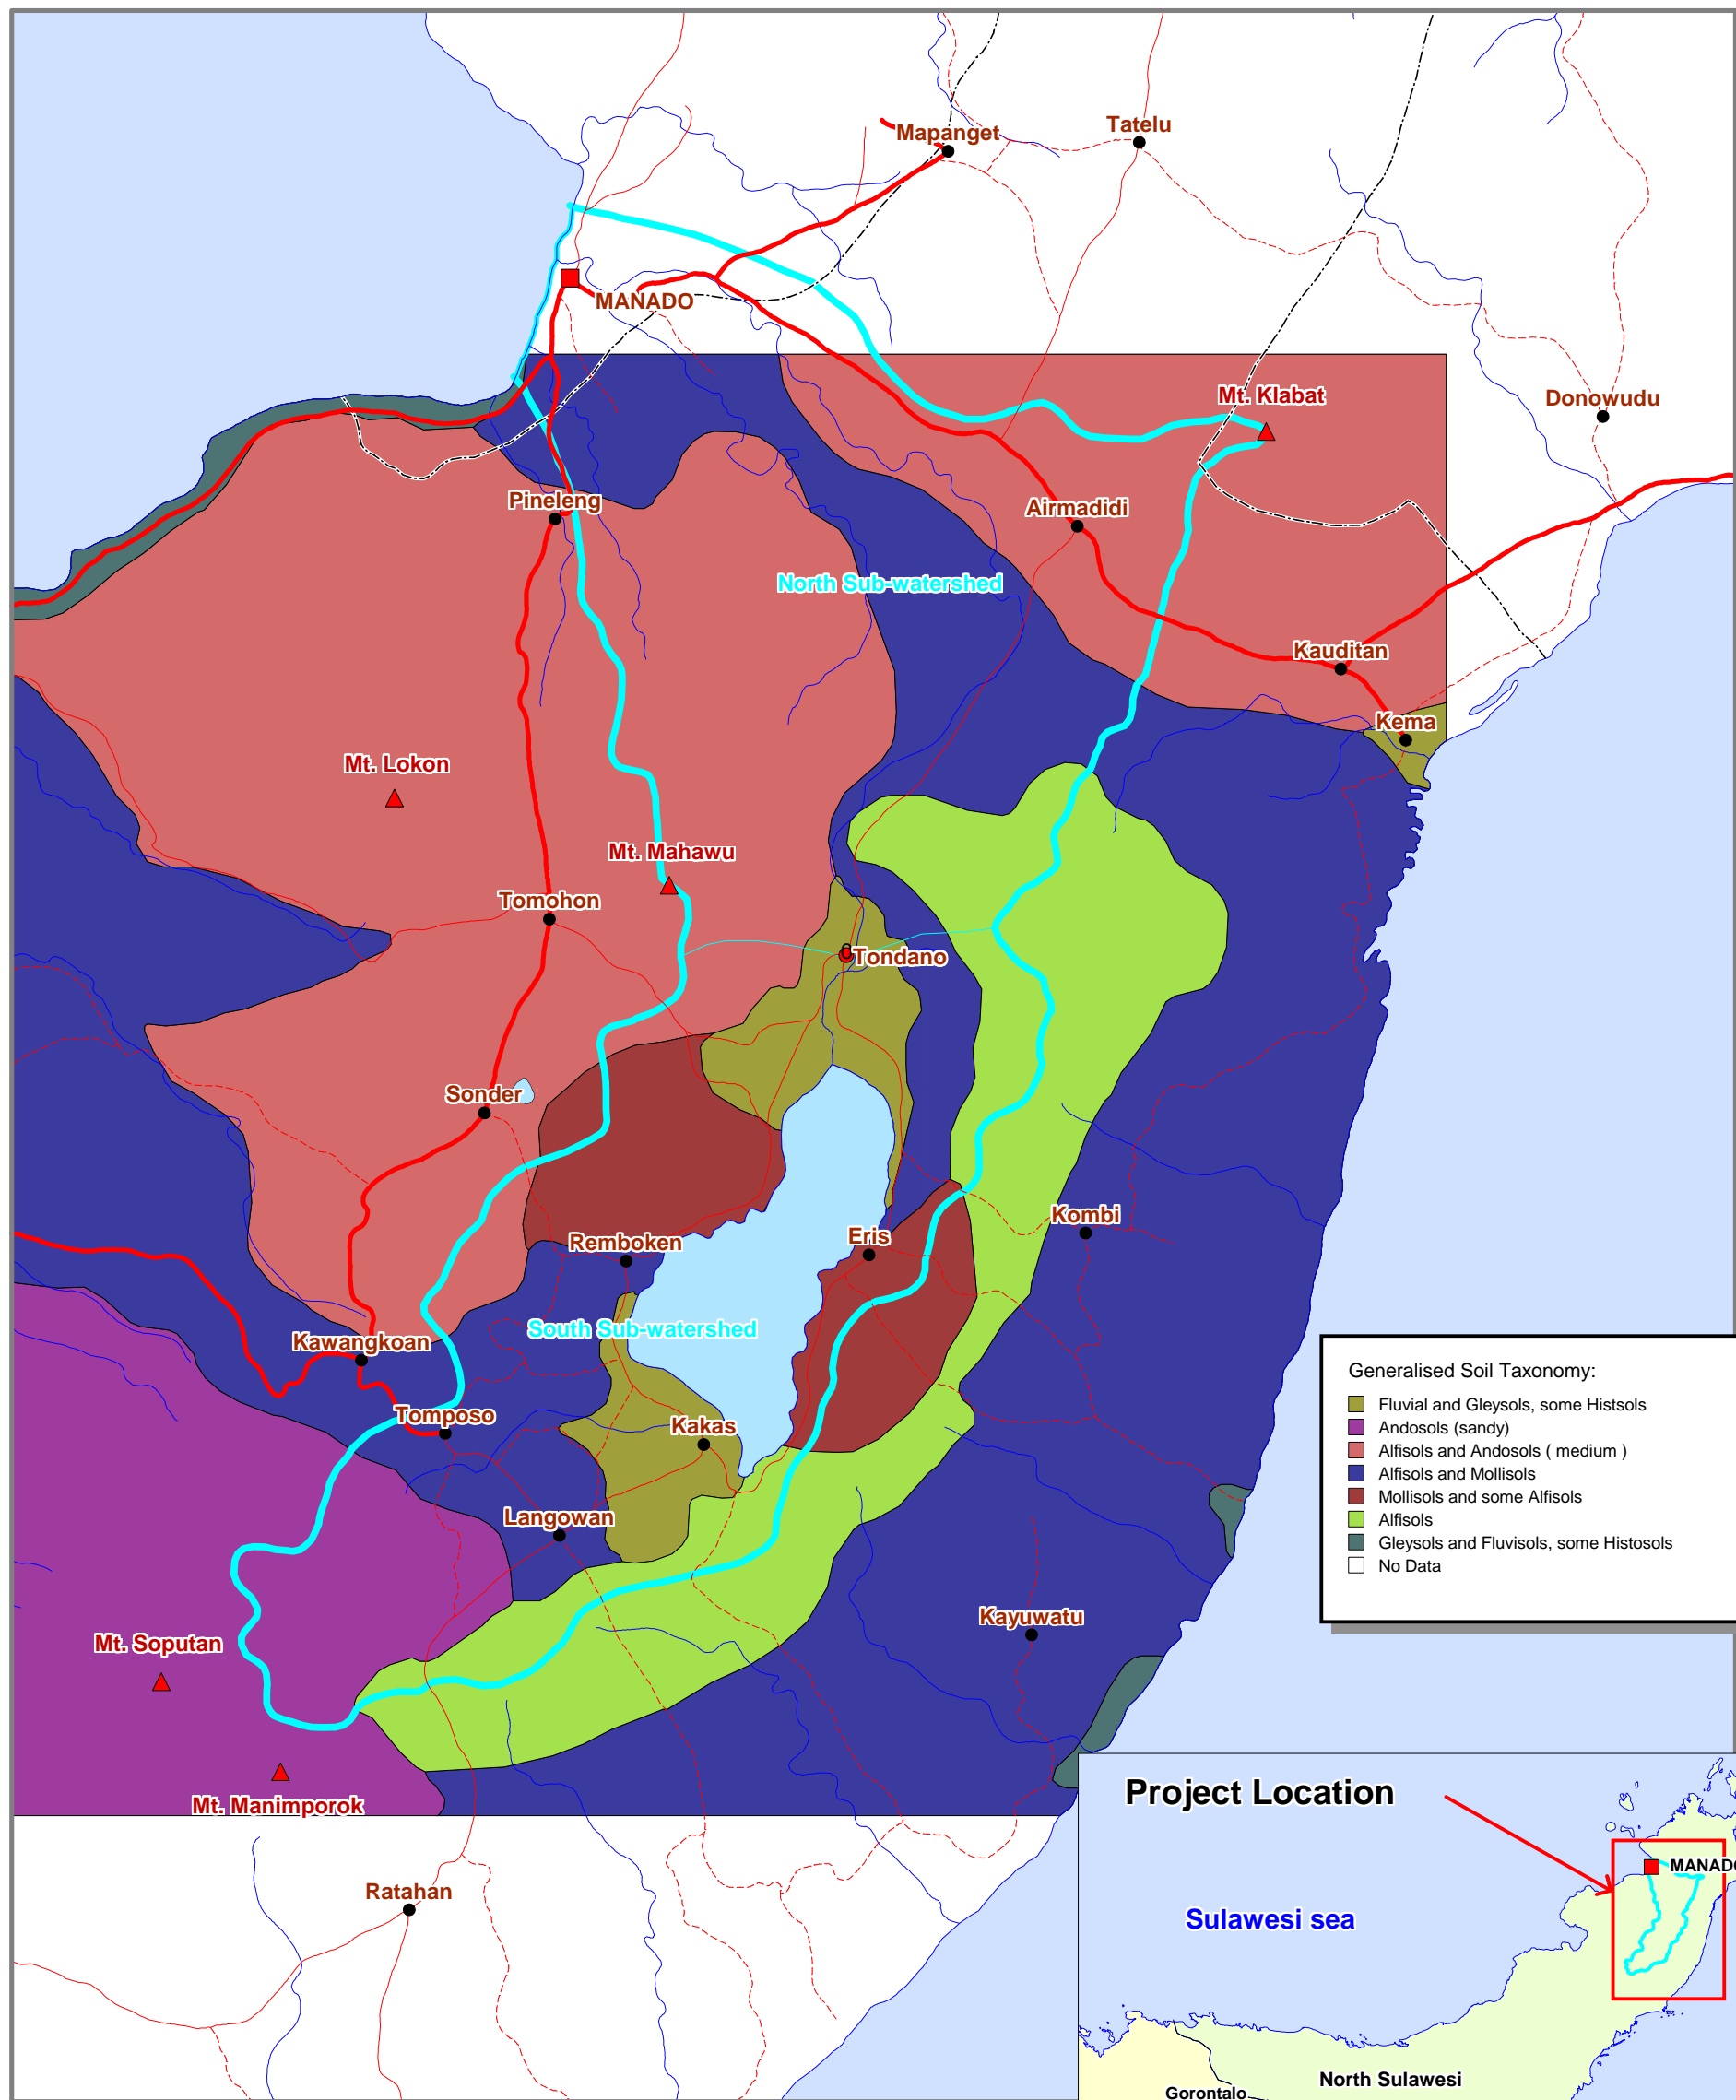 Mapanget
Tatelu
MANADO
Mt. Klabat
Donowudu
Pineleng
Airmadidi
North Sub-watershed
Kauditan
Kema
Mt. Lokon
Mt. Mahawu
Tomohon
Tondano
Sonder
Kombi
Eris
Remboken
South Sub-watershed
Kawangkoan
Tomposo
Kakas
Langowan
Kayuwatu
Mt. Soputan
Mt. Manimporok
Ratahan
Generalised Soil Taxonomy:
Fluvial and Gleysols, some Histsols
Andosols (sandy)
Alfisols and Andosols ( medium )
Alfisols and Mollisols
Mollisols and some Alfisols
Alfisols
Gleysols and Fluvisols, some Histosols
No Data
Project Location
MANADO
Sulawesi sea
North Sulawesi
Gorontalo